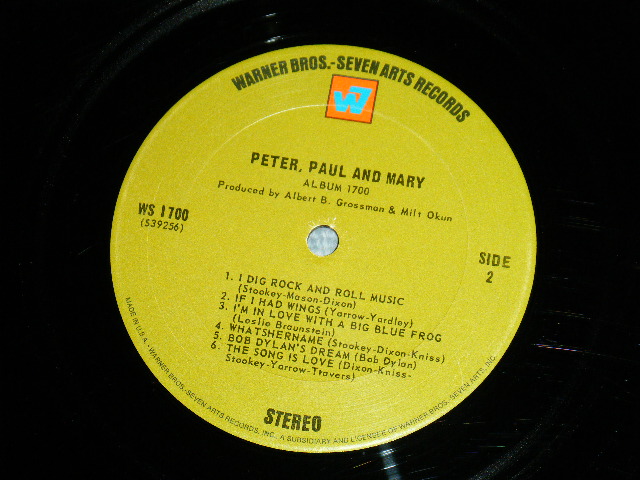 WARNER BROS.-SEVEN ARTS RECORDS
W7
PETER, PAUL AND MARY
ALBUM 1700
Produced by Albert B. Grossman & Milt Okun
WS 1700
(S39256)
SIDE
2
1. I DIG ROCK AND ROLL MUSIC
(Stookey-Mason-Dixon)
2. IF I HAD WINGS (Yarrow-Yardley)
3. I'M IN LOVE WITH A BIG BLUE FROG
(Leslie Braunstein)
4. WHATSHERNAME (Stookey-Dixon-Kniss)
5. BOB DYLAN'S DREAM (Bob Dylan)
6. THE SONG IS LOVE (Dixon-Kniss-
Stookey-Yarrow-Travers)
STEREO
MADE IN U.S.A. WARNER BROS.-SEVEN ARTS RECORDS, INC., A SUBSIDIARY AND LICENSEE OF WARNER BROS.-SEVEN ARTS, INC.